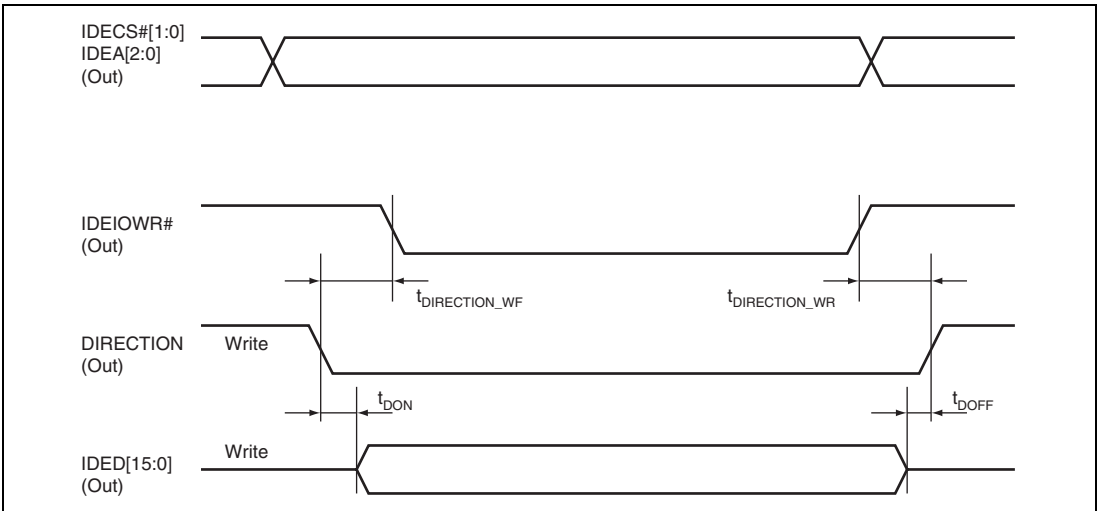 IDECS#[1:0]
IDEA[2:0]
(Out)
IDEIOWR#
(Out)
tDIRECTION_WF
tDIRECTION_WR
DIRECTION
(Out)
Write
tDON
tDOFF
IDED[15:0]
(Out)
Write